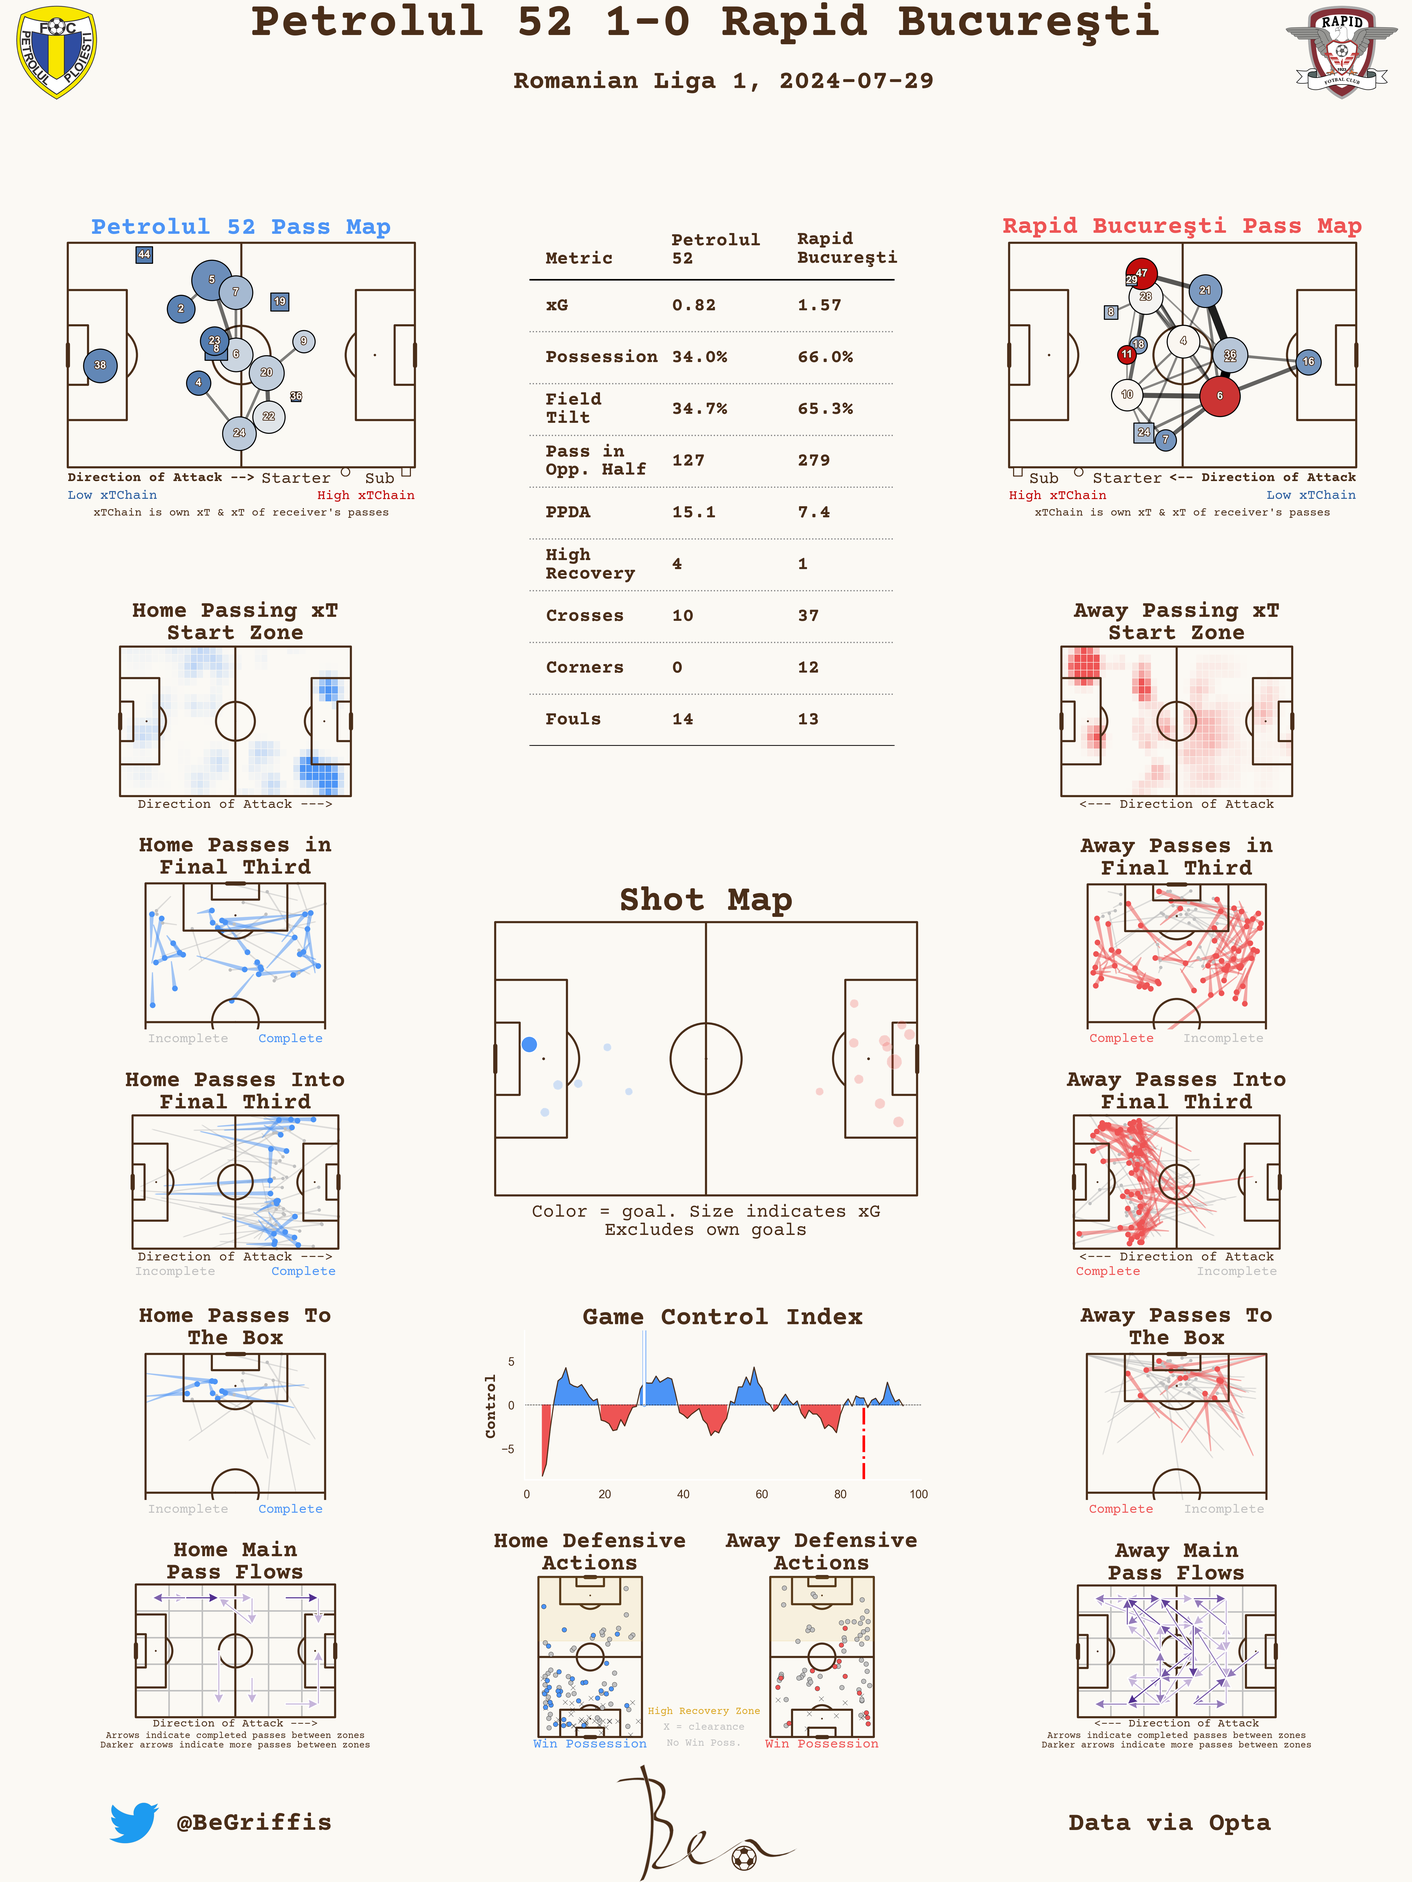 Petrolul 52 1-0 Rapid Bucureşti
Romanian Liga 1, 2024-07-29
FC
PETROLUL PLOIESTI
RAPID
1923
FOTBAL CLUB
Petrolul 52 Pass Map
44
5
7
2
19
23
8
6
9
38
20
4
36
22
24
Direction of Attack --> Starter Sub
Low xTChain High xTChain
xTChain is own xT & xT of receiver's passes
Metric Petrolul 52 Rapid Bucureşti
xG 0.82 1.57
Possession 34.0% 66.0%
Field Tilt 34.7% 65.3%
Pass in Opp. Half 127 279
PPDA 15.1 7.4
High Recovery 4 1
Crosses 10 37
Corners 0 12
Fouls 14 13
Rapid Bucureşti Pass Map
47
29
28
21
8
18
4
11
36
16
10
6
24
7
Sub Starter <-- Direction of Attack
High xTChain Low xTChain
xTChain is own xT & xT of receiver's passes
Home Passing xT
Start Zone
Direction of Attack --->
Away Passing xT
Start Zone
<--- Direction of Attack
Home Passes in
Final Third
Incomplete Complete
Away Passes in
Final Third
Complete Incomplete
Shot Map
Color = goal. Size indicates xG
Excludes own goals
Home Passes Into
Final Third
Direction of Attack --->
Incomplete Complete
Away Passes Into
Final Third
<--- Direction of Attack
Complete Incomplete
Home Passes To
The Box
Incomplete Complete
Game Control Index
Control
5
0
−5
0 20 40 60 80 100
Away Passes To
The Box
Complete Incomplete
Home Main
Pass Flows
Direction of Attack --->
Arrows indicate completed passes between zones
Darker arrows indicate more passes between zones
Home Defensive
Actions
Win Possession
Away Defensive
Actions
Win Possession
High Recovery Zone
X = clearance
No Win Poss.
Away Main
Pass Flows
<--- Direction of Attack
Arrows indicate completed passes between zones
Darker arrows indicate more passes between zones
@BeGriffis
Ben
Data via Opta